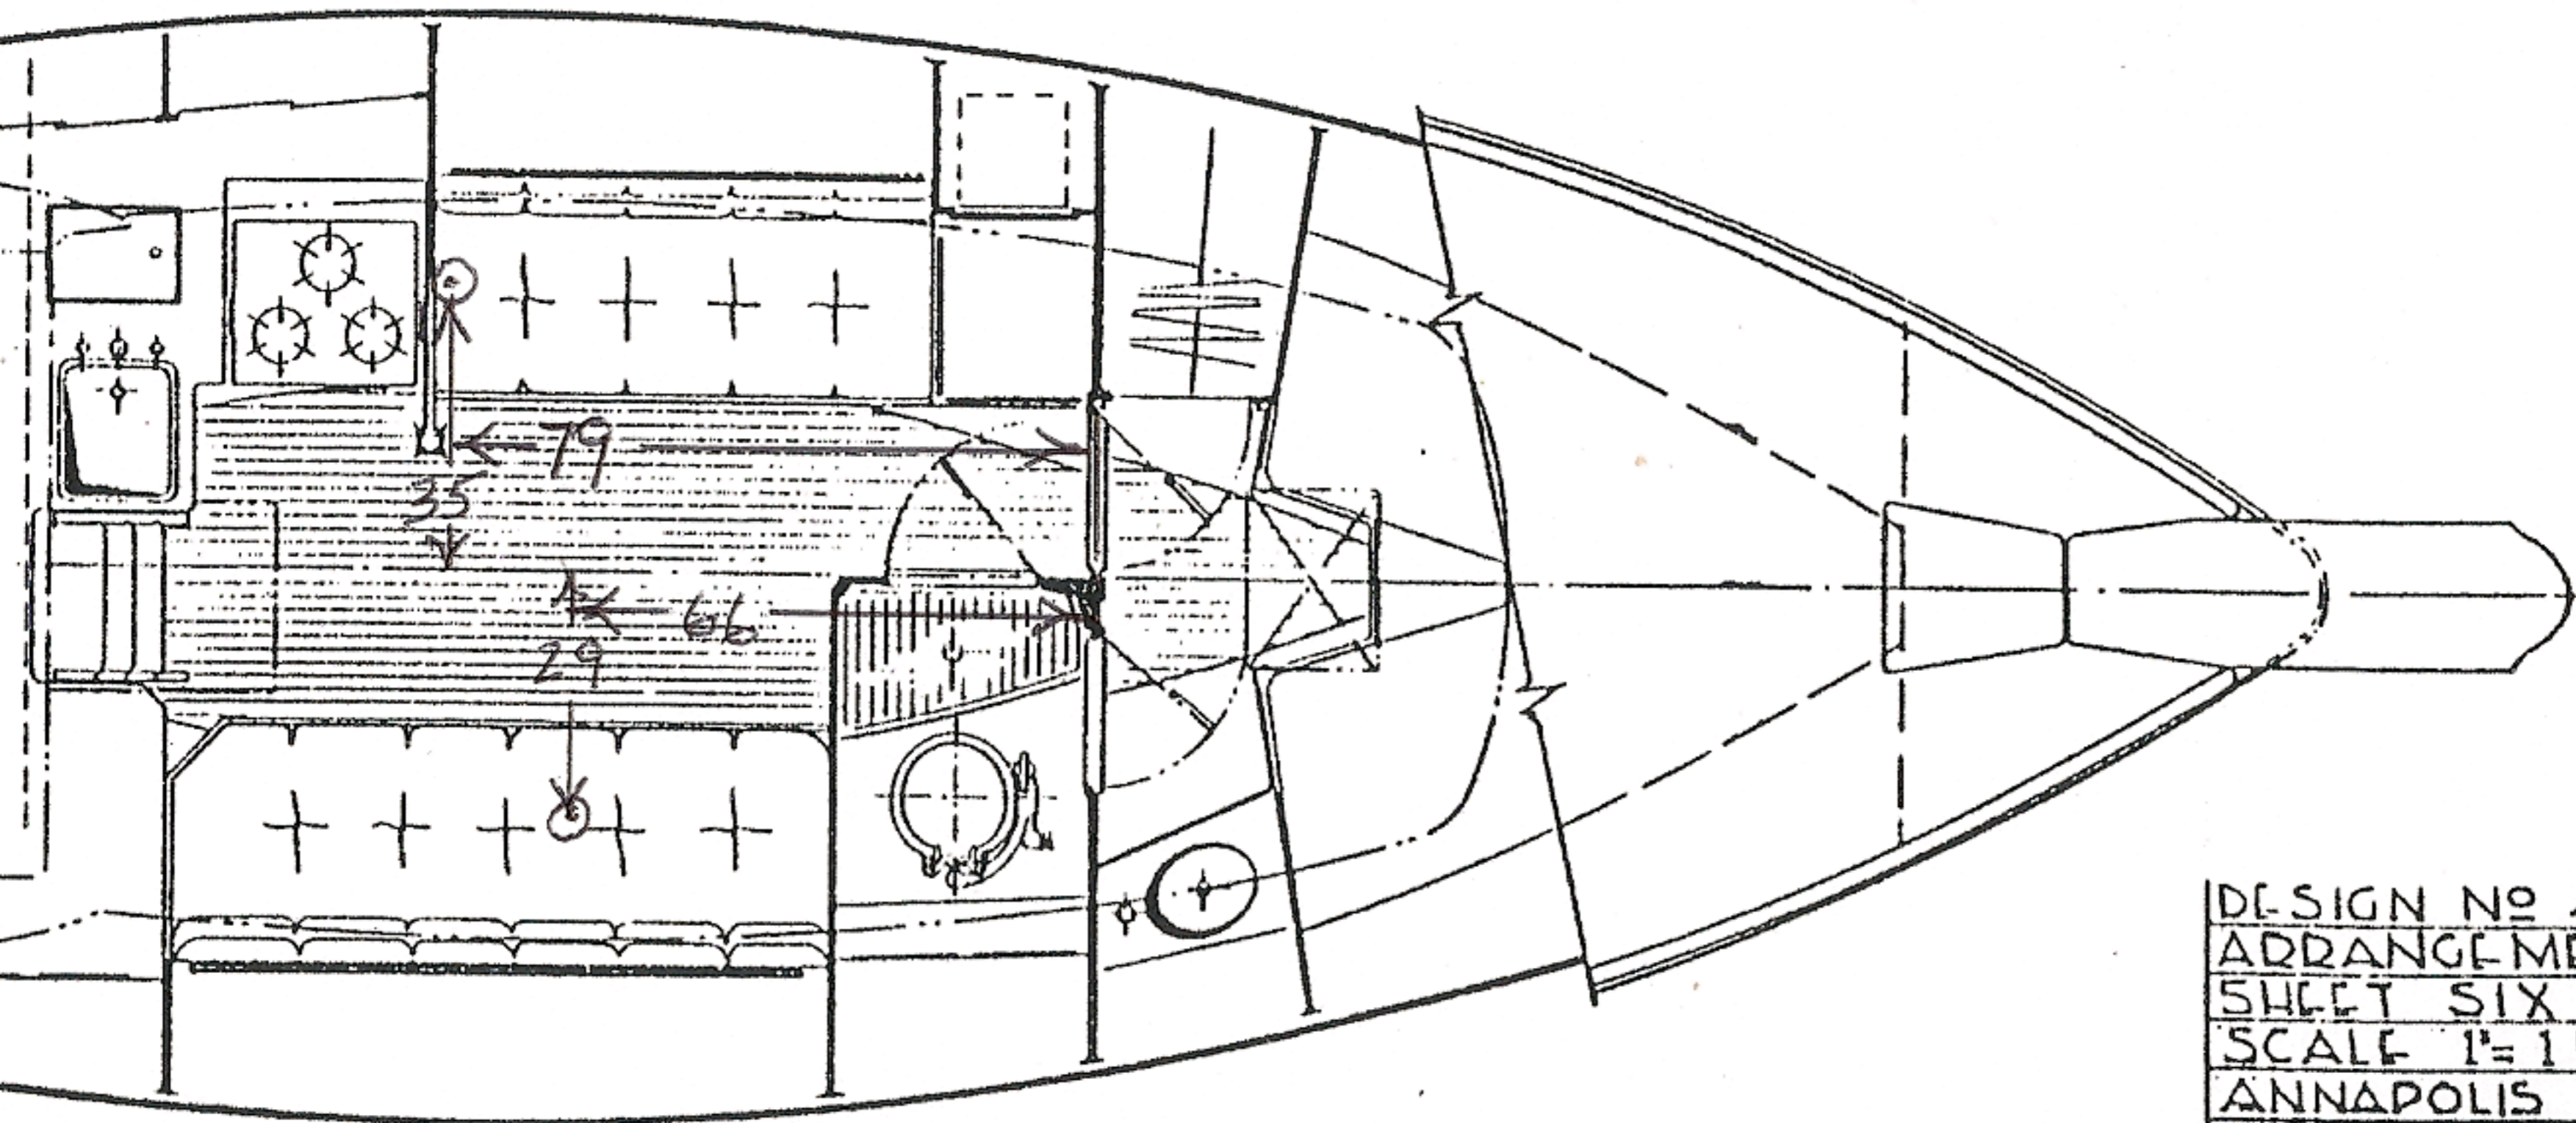 79
35
66
29
DESIGN NO
ARRANGEME
SHEET SIX
SCALE 1"= 1
ANNAPOLIS